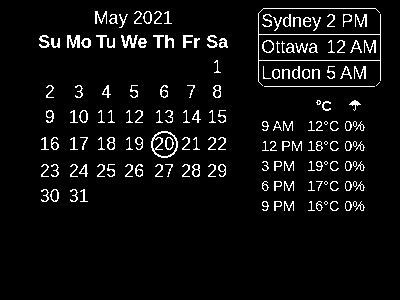 May 2021
Su Mo Tu We Th Fr Sa
1
2 3 4 5 6 7 8
9 10 11 12 13 14 15
16 17 18 19 20 21 22
23 24 25 26 27 28 29
30 31
Sydney 2 PM
Ottawa 12 AM
London 5 AM
°C ☂
9 AM 12°C 0%
12 PM 18°C 0%
3 PM 19°C 0%
6 PM 17°C 0%
9 PM 16°C 0%